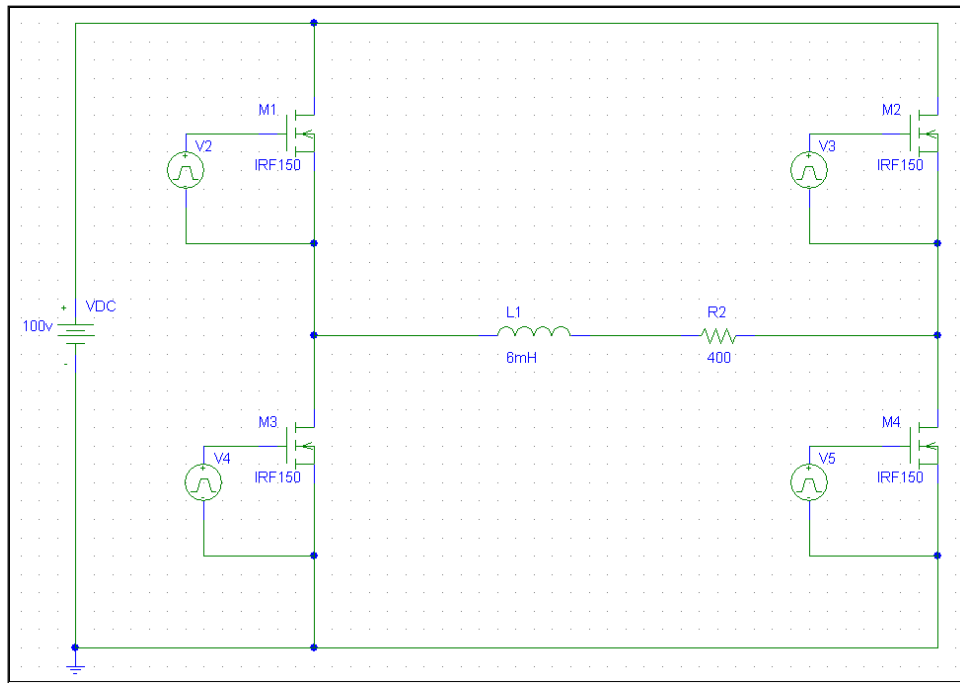 M1
V2
IRF150
M2
V3
IRF150
+
VDC
100v
-
L1
6mH
R2
400
M3
V4
IRF150
M4
V5
IRF150